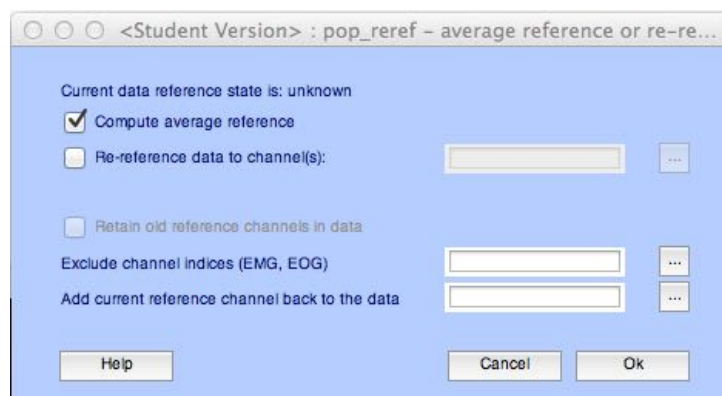 <Student Version> : pop_reref – average reference or re-re...
Current data reference state is: unknown
Compute average reference
Re-reference data to channel(s): ...
Retain old reference channels in data
Exclude channel indices (EMG, EOG) ...
Add current reference channel back to the data ...
Help Cancel Ok